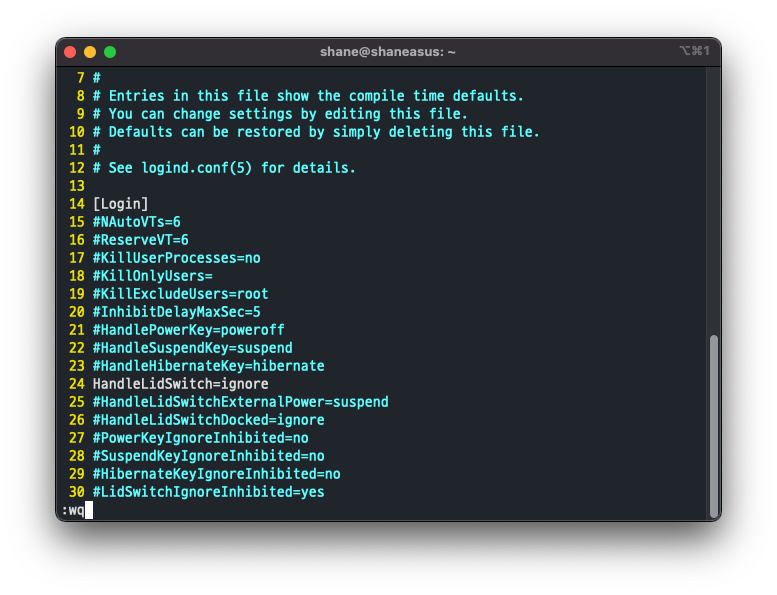 shane@shaneasus: ~
⌥⌘1
7 #
8 # Entries in this file show the compile time defaults.
9 # You can change settings by editing this file.
10 # Defaults can be restored by simply deleting this file.
11 #
12 # See logind.conf(5) for details.
13
14 [Login]
15 #NAutoVTs=6
16 #ReserveVT=6
17 #KillUserProcesses=no
18 #KillOnlyUsers=
19 #KillExcludeUsers=root
20 #InhibitDelayMaxSec=5
21 #HandlePowerKey=poweroff
22 #HandleSuspendKey=suspend
23 #HandleHibernateKey=hibernate
24 HandleLidSwitch=ignore
25 #HandleLidSwitchExternalPower=suspend
26 #HandleLidSwitchDocked=ignore
27 #PowerKeyIgnoreInhibited=no
28 #SuspendKeyIgnoreInhibited=no
29 #HibernateKeyIgnoreInhibited=no
30 #LidSwitchIgnoreInhibited=yes
:wq